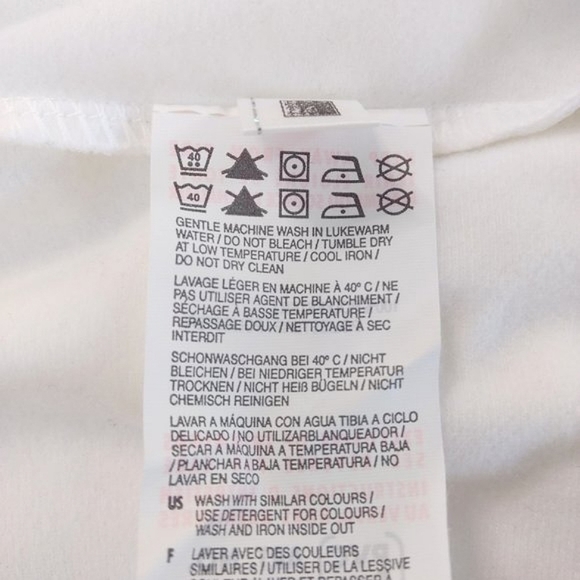 40
40
GENTLE MACHINE WASH IN LUKEWARM
WATER / DO NOT BLEACH / TUMBLE DRY
AT LOW TEMPERATURE / COOL IRON /
DO NOT DRY CLEAN
LAVAGE LÉGER EN MACHINE À 40° C / NE
PAS UTILISER AGENT DE BLANCHIMENT /
SÉCHAGE À BASSE TEMPERATURE /
REPASSAGE DOUX / NETTOYAGE À SEC
INTERDIT
SCHONWASCHGANG BEI 40° C / NICHT
BLEICHEN / BEI NIEDRIGER TEMPERATUR
TROCKNEN / NICHT HEIß BÜGELN / NICHT
CHEMISCH REINIGEN
LAVAR A MÁQUINA CON AGUA TIBIA A CICLO
DELICADO / NO UTILIZARBLANQUEADOR /
SECAR A MÀQUINA A TEMPERATURA BAJA
/ PLANCHAR A BAJA TEMPERATURA / NO
LAVAR EN SECO
US WASH WITH SIMILAR COLOURS /
USE DETERGENT FOR COLOURS /
WASH AND IRON INSIDE OUT
F LAVER AVEC DES COULEURS
SIMILAIRES / UTILISER DE LA LESSIVE